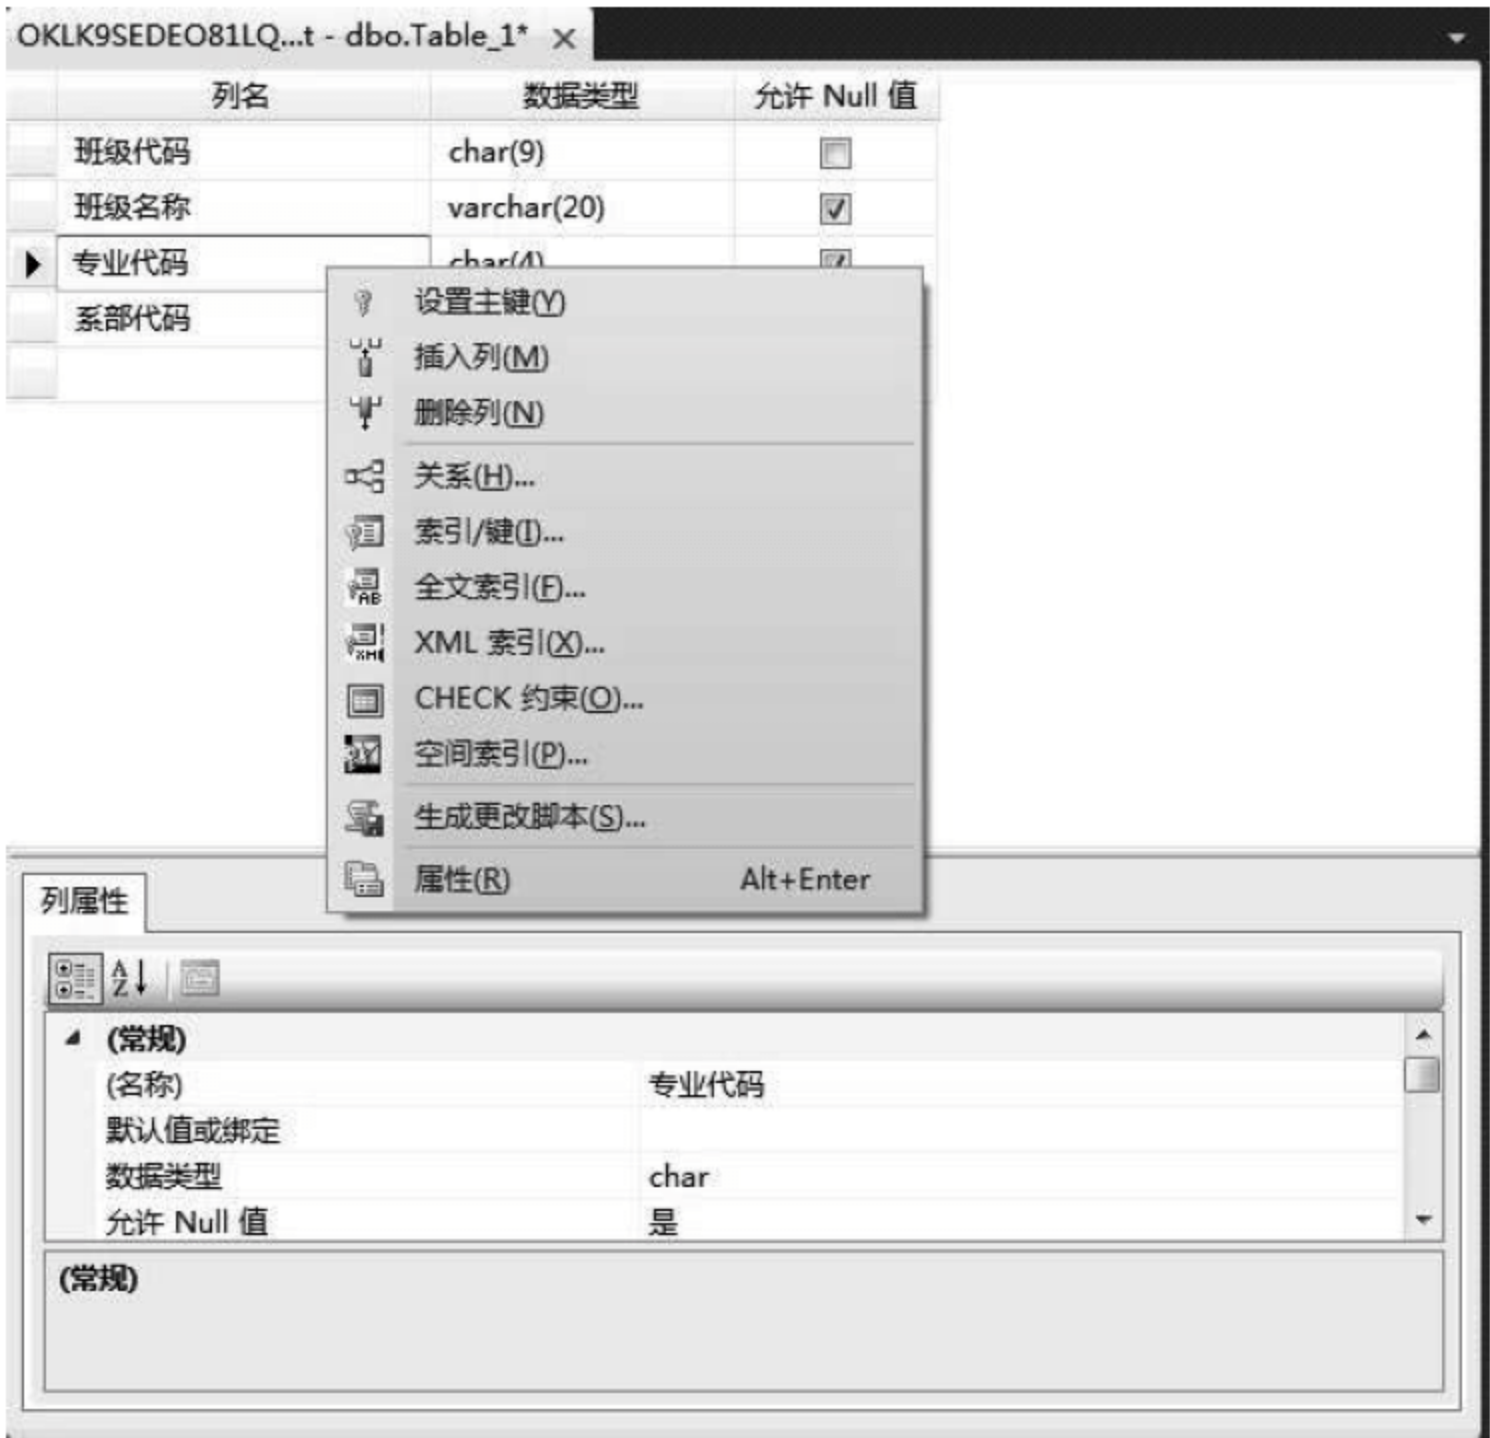 OKLK9SEDEO81LQ...t - dbo.Table_1*
列名 数据类型 允许 Null 值
班级代码 char(9)
班级名称 varchar(20)
专业代码 char(4)
系部代码
设置主键(Y)
插入列(M)
删除列(N)
关系(H)...
索引/键(I)...
全文索引(F)...
XML 索引(X)...
CHECK 约束(O)...
空间索引(P)...
生成更改脚本(S)...
属性(R) Alt+Enter
列属性
(常规)
(名称) 专业代码
默认值或绑定
数据类型 char
允许 Null 值 是
(常规)